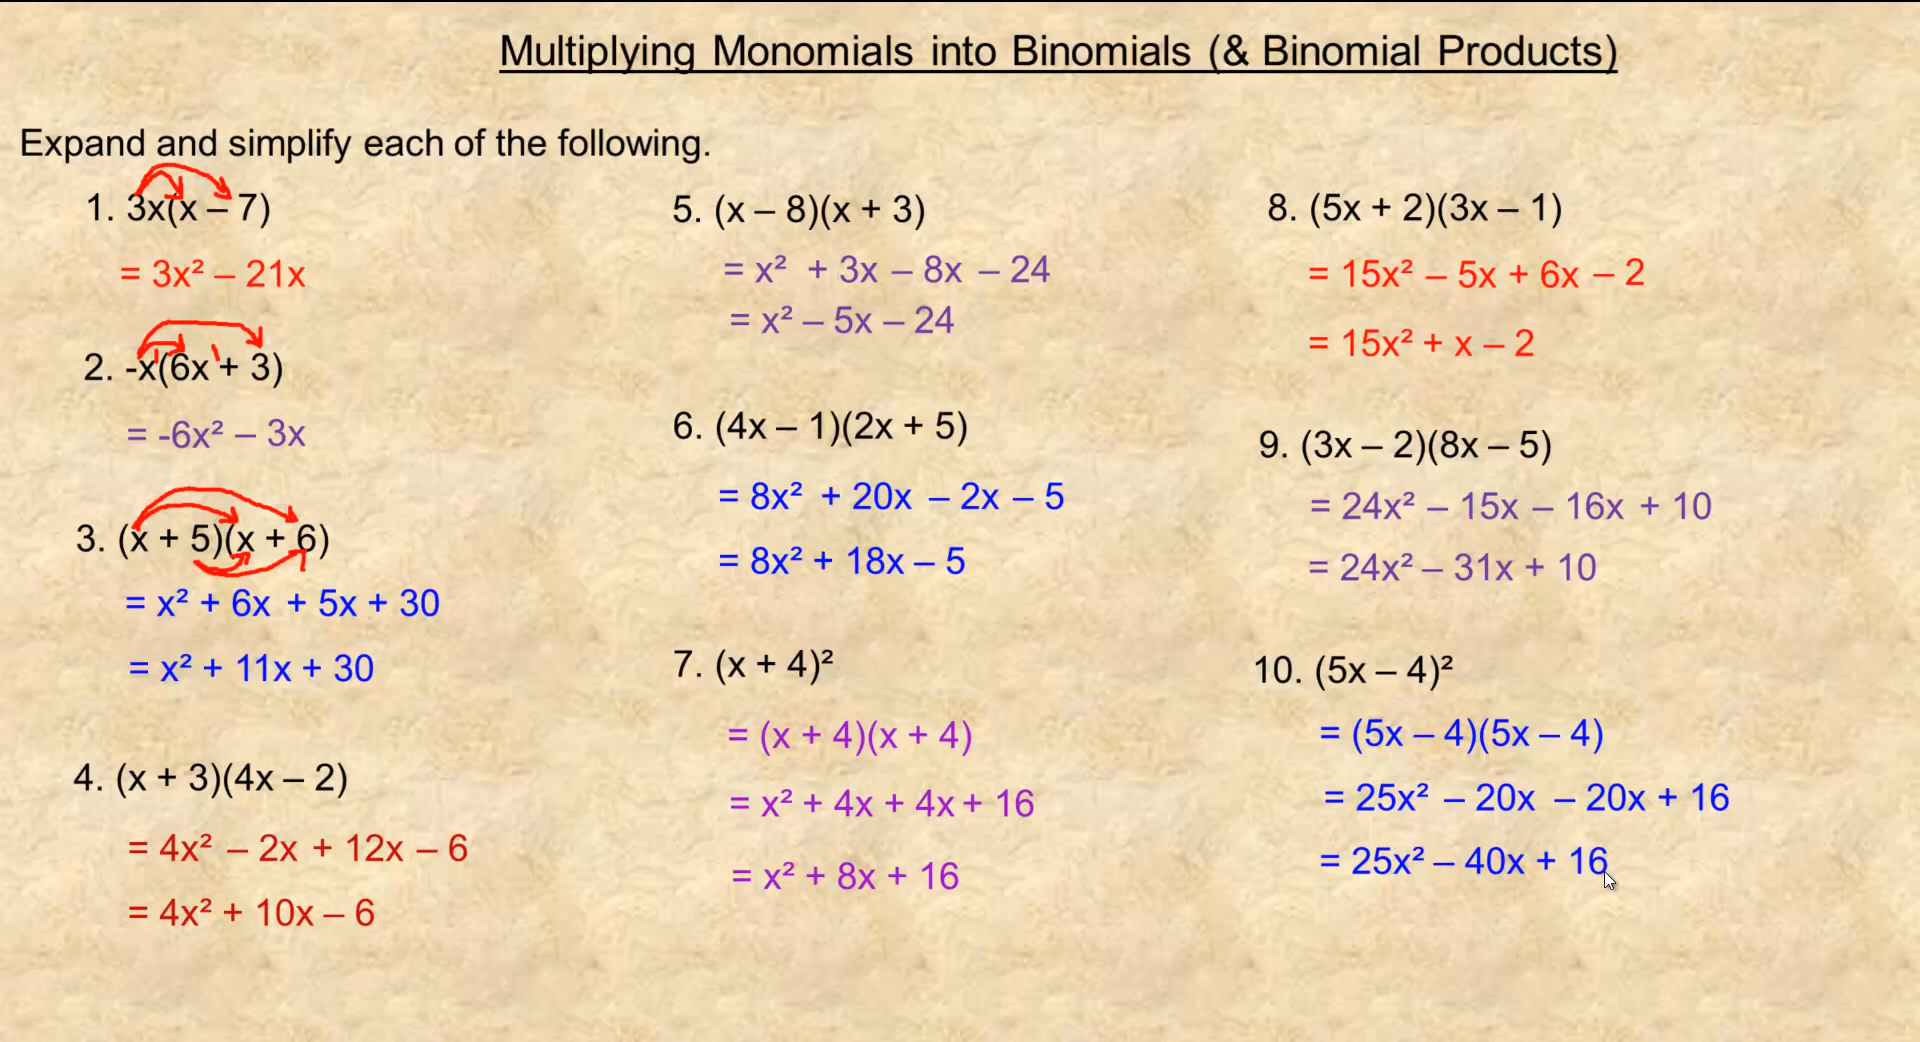 Multiplying Monomials into Binomials (& Binomial Products)
Expand and simplify each of the following.
1. 3x(x – 7)
= 3x² – 21x
2. -x(6x + 3)
= -6x² – 3x
3. (x + 5)(x + 6)
= x² + 6x + 5x + 30
= x² + 11x + 30
4. (x + 3)(4x – 2)
= 4x² – 2x + 12x – 6
= 4x² + 10x – 6
5. (x – 8)(x + 3)
= x² + 3x – 8x – 24
= x² – 5x – 24
6. (4x – 1)(2x + 5)
= 8x² + 20x – 2x – 5
= 8x² + 18x – 5
7. (x + 4)²
= (x + 4)(x + 4)
= x² + 4x + 4x + 16
= x² + 8x + 16
8. (5x + 2)(3x – 1)
= 15x² – 5x + 6x – 2
= 15x² + x – 2
9. (3x – 2)(8x – 5)
= 24x² – 15x – 16x + 10
= 24x² – 31x + 10
10. (5x – 4)²
= (5x – 4)(5x – 4)
= 25x² – 20x – 20x + 16
= 25x² – 40x + 16